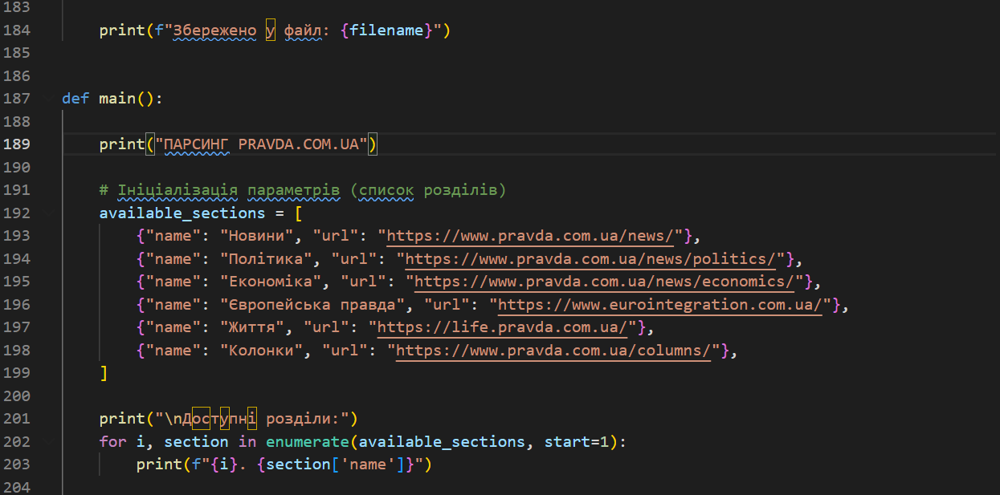 183
184 print(f"Збережено у файл: {filename}")
185
186
187 def main():
188
189 print("ПАРСИНГ PRAVDA.COM.UA")
190
191 # Ініціалізація параметрів (список розділів)
192 available_sections = [
193 {"name": "Новини", "url": "https://www.pravda.com.ua/news/"},
194 {"name": "Політика", "url": "https://www.pravda.com.ua/news/politics/"},
195 {"name": "Економіка", "url": "https://www.pravda.com.ua/news/economics/"},
196 {"name": "Європейська правда", "url": "https://www.eurointegration.com.ua/"},
197 {"name": "Життя", "url": "https://life.pravda.com.ua/"},
198 {"name": "Колонки", "url": "https://www.pravda.com.ua/columns/"},
199 ]
200
201 print("\nДоступні розділи:")
202 for i, section in enumerate(available_sections, start=1):
203 print(f"{i}. {section['name']}")
204